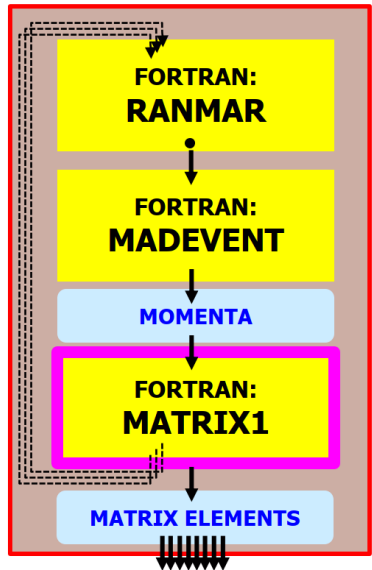 FORTRAN:
RANMAR
FORTRAN:
MADEVENT
MOMENTA
FORTRAN:
MATRIX1
MATRIX ELEMENTS